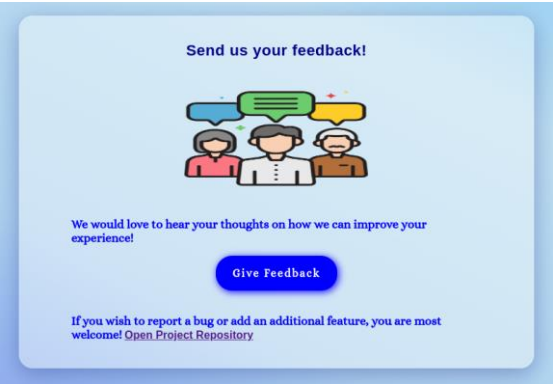 Send us your feedback!
We would love to hear your thoughts on how we can improve your
experience!
Give Feedback
If you wish to report a bug or add an additional feature, you are most
welcome! Open Project Repository